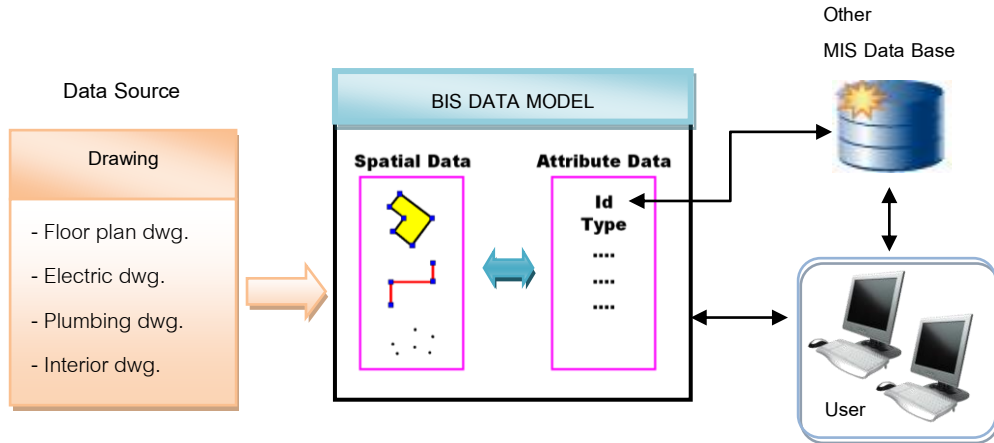 Data Source
Drawing
- Floor plan dwg.
- Electric dwg.
- Plumbing dwg.
- Interior dwg.
BIS DATA MODEL
Spatial Data
Attribute Data
Id
Type
....
....
....
Other
MIS Data Base
User